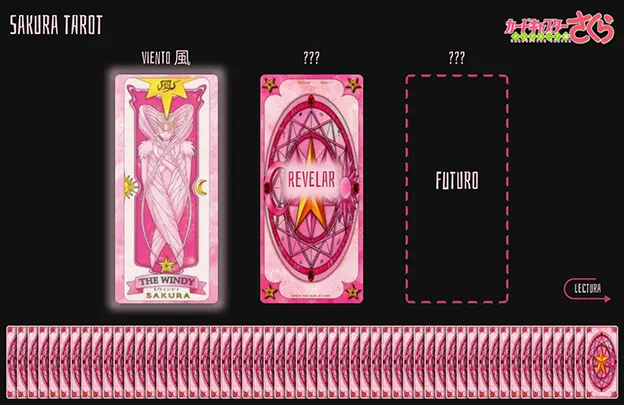 SAKURA TAROT
カードキャプターさくら
VIENTO 風
???
???
THE WINDY
SAKURA
REVELAR
FUTURO
LECTURA